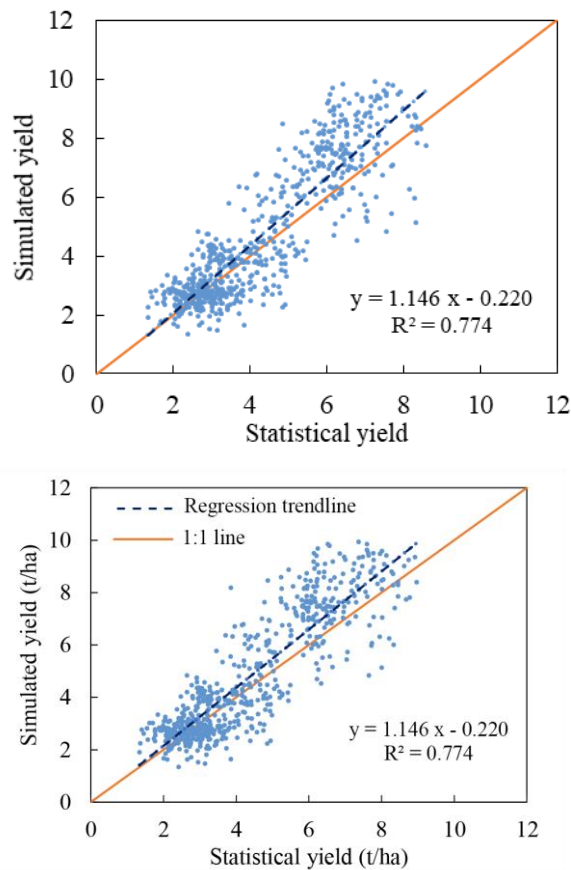 12
10
8
6
4
2
0
Simulated yield
y = 1.146 x - 0.220
R² = 0.774
0 2 4 6 8 10 12
Statistical yield
12
10
8
6
4
2
0
Simulated yield (t/ha)
Regression trendline
1:1 line
y = 1.146 x - 0.220
R² = 0.774
0 2 4 6 8 10 12
Statistical yield (t/ha)